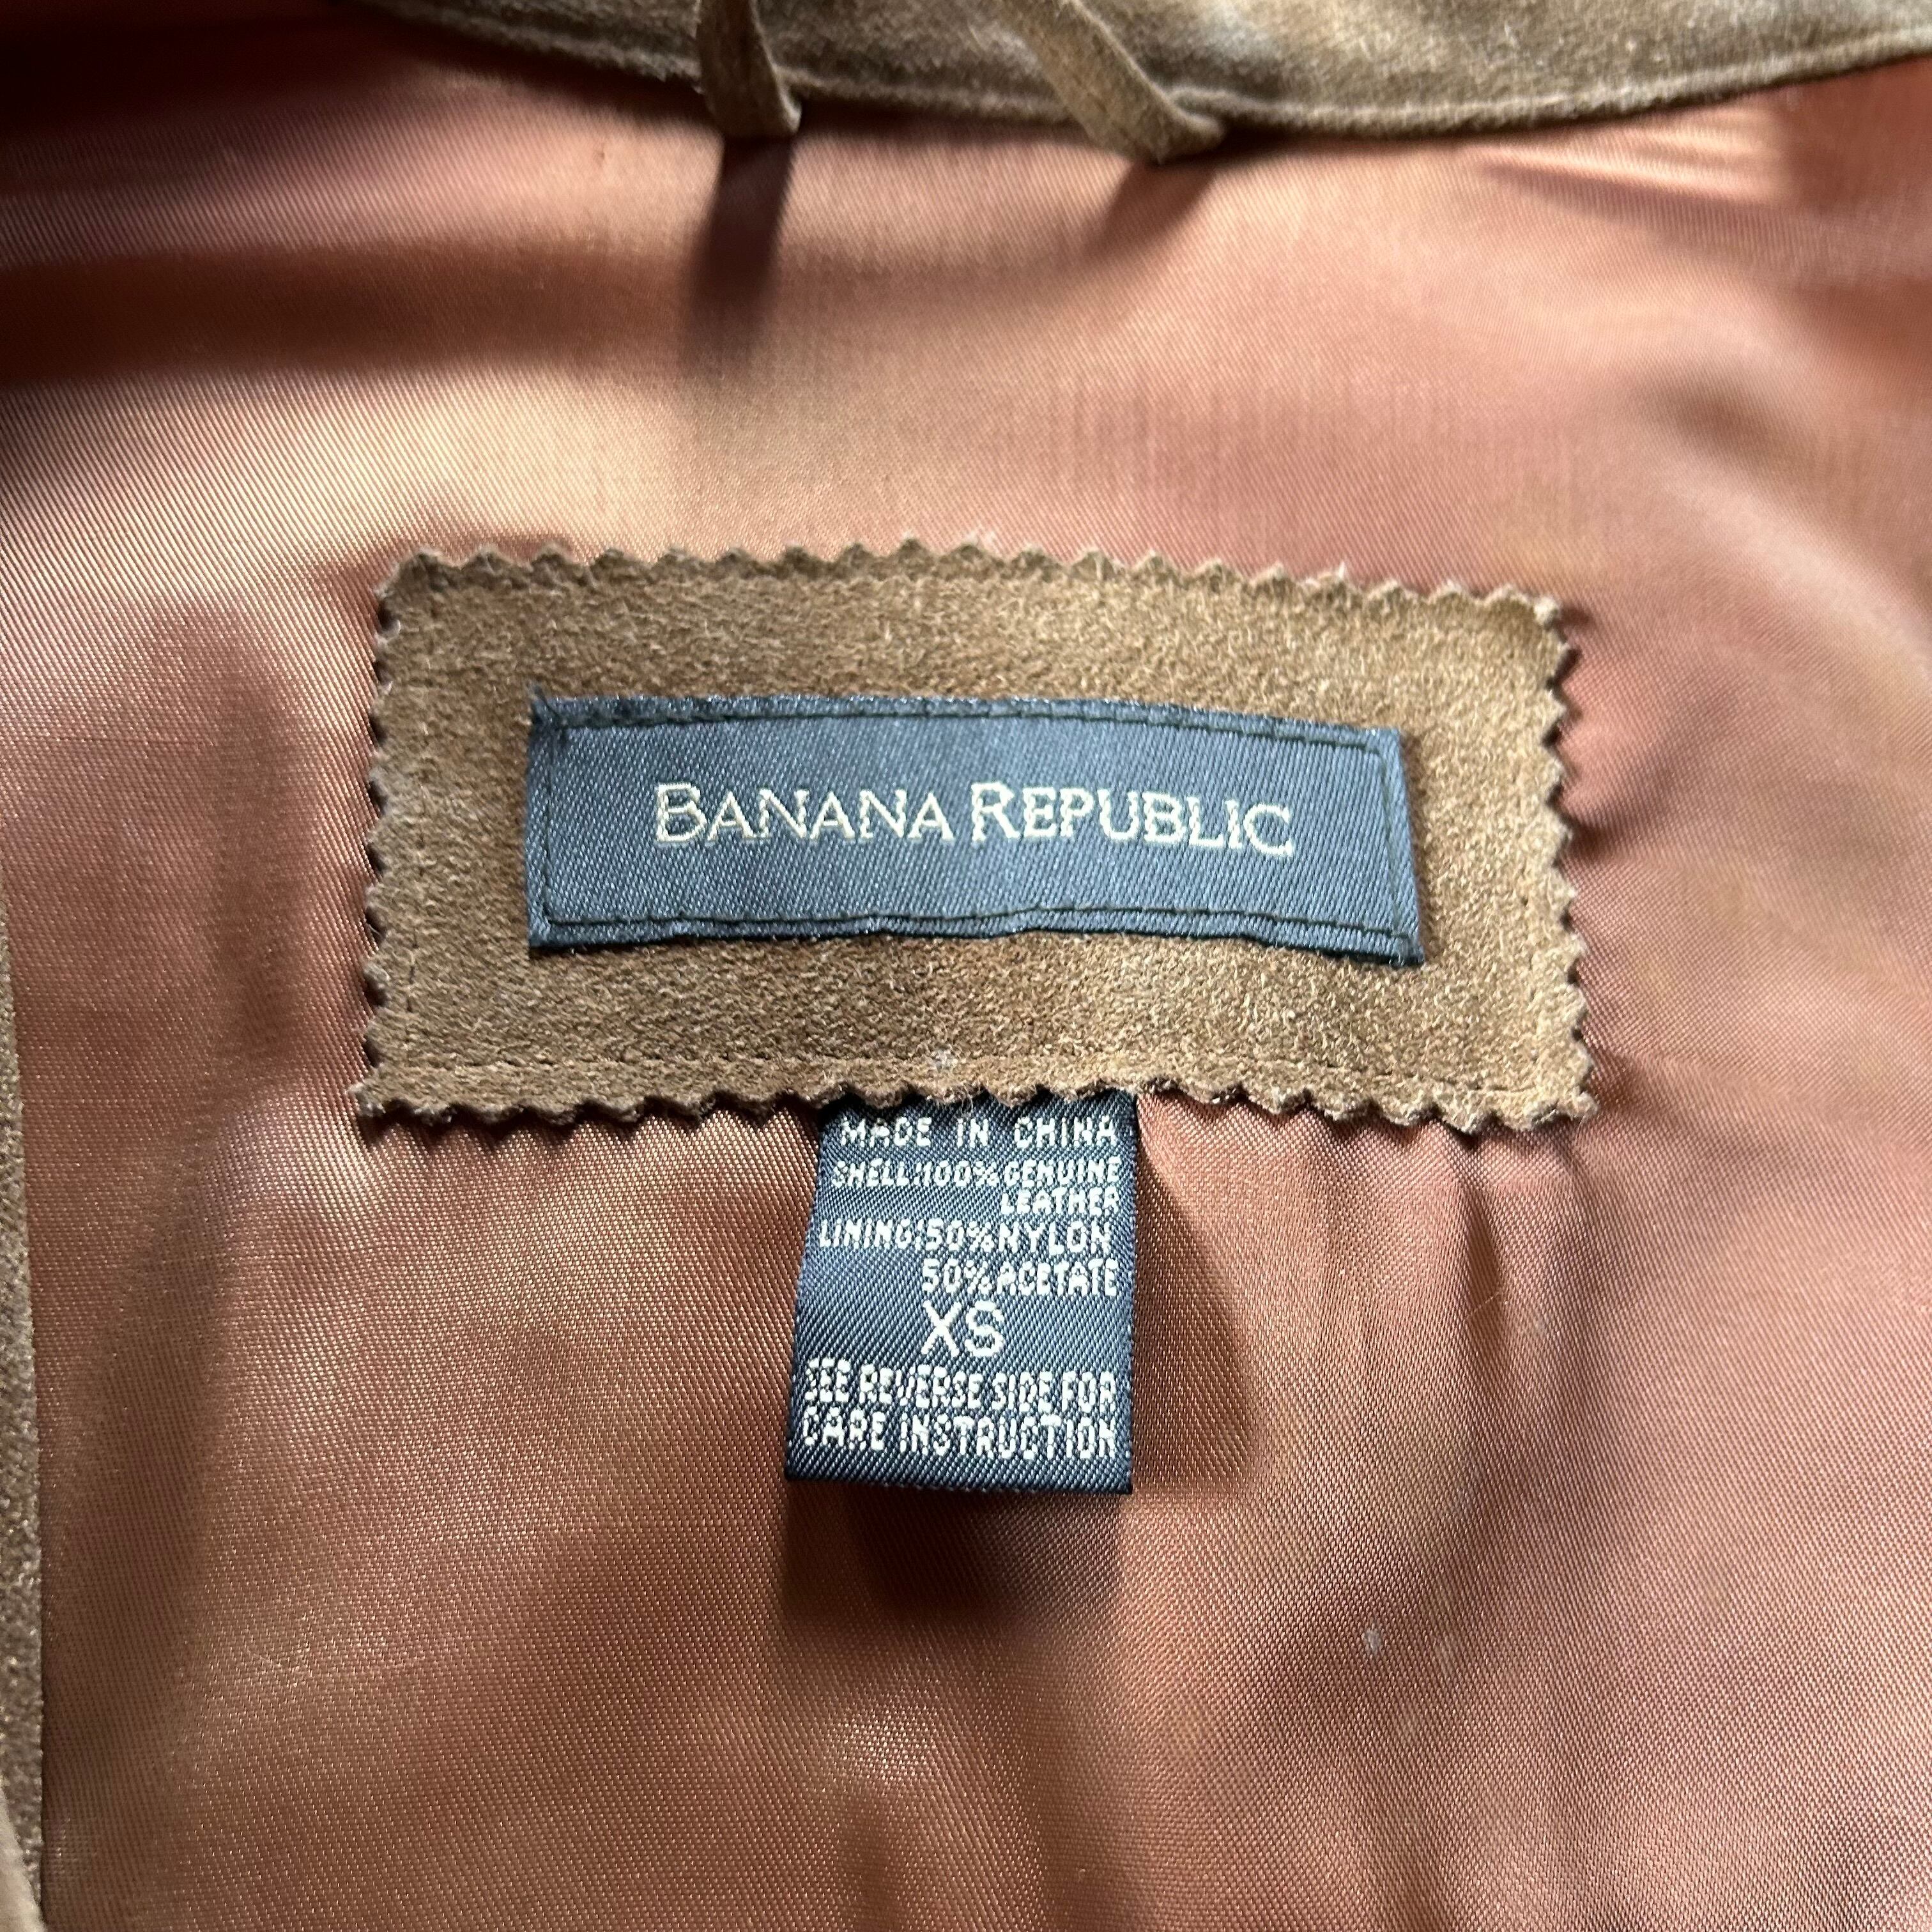 BANANA REPUBLIC
MADE IN CHINA
SHELL:100%GENUINE
LEATHER
LINING:50%NYLON
50%ACETATE
XS
SEE REVERSE SIDE FOR
CARE INSTRUCTION